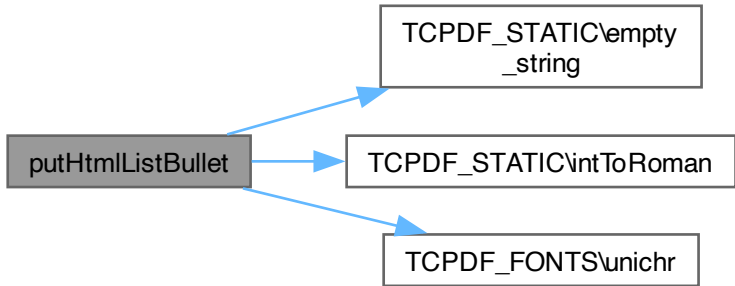 TCPDF_STATIC\empty
_string
putHtmlListBullet
TCPDF_STATIC\intToRoman
TCPDF_FONTS\unichr